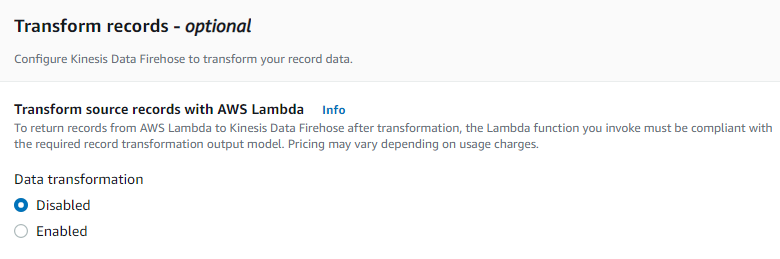 Transform records - optional
Configure Kinesis Data Firehose to transform your record data.
Transform source records with AWS Lambda Info
To return records from AWS Lambda to Kinesis Data Firehose after transformation, the Lambda function you invoke must be compliant with
the required record transformation output model. Pricing may vary depending on usage charges.
Data transformation
Disabled
Enabled